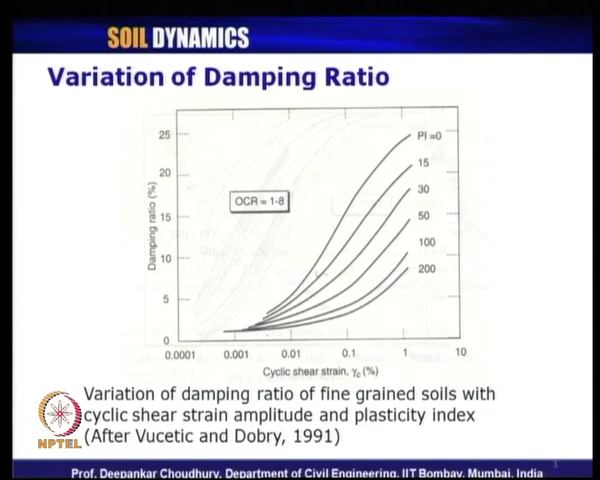 SOIL DYNAMICS
Variation of Damping Ratio
25
20
15
10
5
0
Damping ratio (%)
OCR = 1-8
PI =0
15
30
50
100
200
0.0001
0.001
0.01
0.1
1
10
Cyclic shear strain, γc (%)
Variation of damping ratio of fine grained soils with
cyclic shear strain amplitude and plasticity index
(After Vucetic and Dobry, 1991)
NPTEL
3
Prof. Deepankar Choudhury, Department of Civil Engineering, IIT Bombay, Mumbai, India